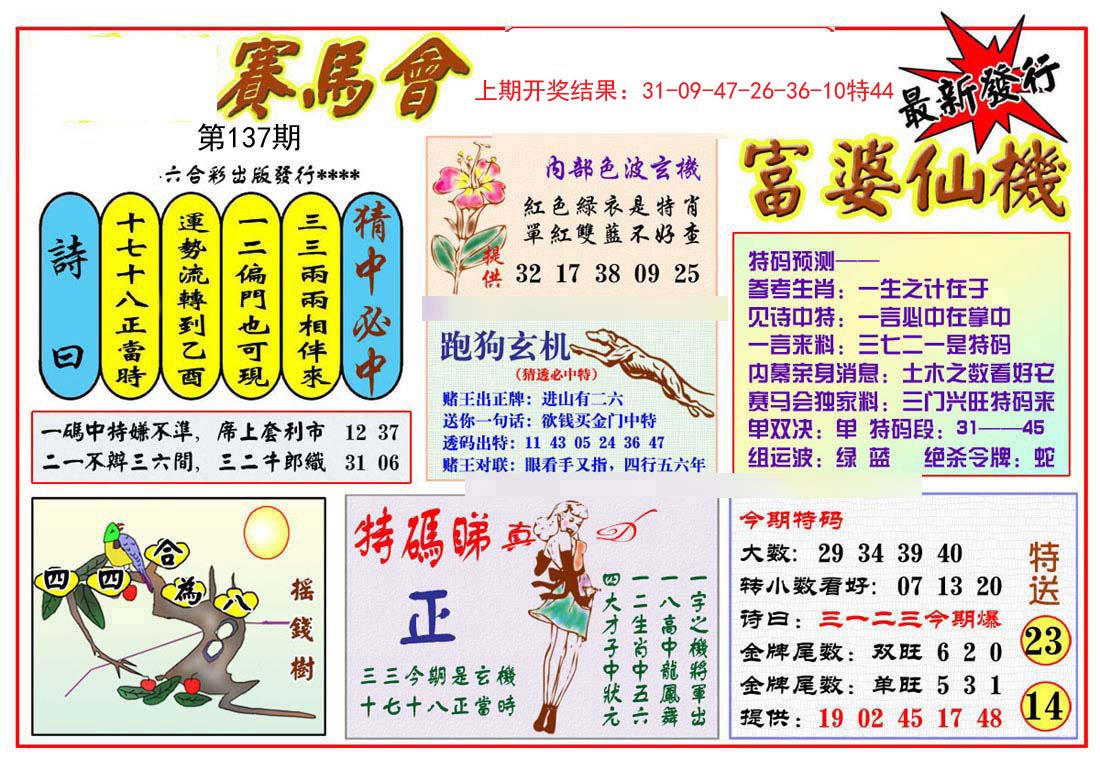 賽馬會
上期开奖结果：31-09-47-26-36-10特44
最新發行
第137期
六合彩出版發行****
猜中必中
三三兩兩相伴來
一二偏門也可現
運勢流轉到乙酉
十七十八正當時
詩曰
一碼中特嫌不準，席上套利市 12 37
二一不辩三六間，三二牛郎織 31 06
內部色波玄機
紅色綠衣是特肖
單紅雙藍不好查
提供
32 17 38 09 25
跑狗玄机
（猜透必中特）
赌王出正牌：进山有二六
送你一句话：欲钱买金门中特
透码出特：11 43 05 24 36 47
赌王对联：眼看手又指，四行五六年
富婆仙機
特码预测——
参考生肖：一生之计在于
见诗中特：一言心中在掌中
一言来料：三七二一是特码
内幕亲身消息：土木之数看好它
赛马会独家料：三门兴旺特码来
单双决：单 特码段：31——45
组运波：绿 蓝 绝杀令牌：蛇
四四合為八
搖錢樹
特碼睇真D
正
三三今期是玄機
十七十八正當時
一字之機將軍出
一八高中龍鳳舞
一二生肖中五六
四大才子中狀元
今期特码
大数：29 34 39 40
转小数看好：07 13 20
诗曰：三一二三今期爆
金牌尾数：双旺 6 2 0
金牌尾数：单旺 5 3 1
提供：19 02 45 17 48
特送
23
14